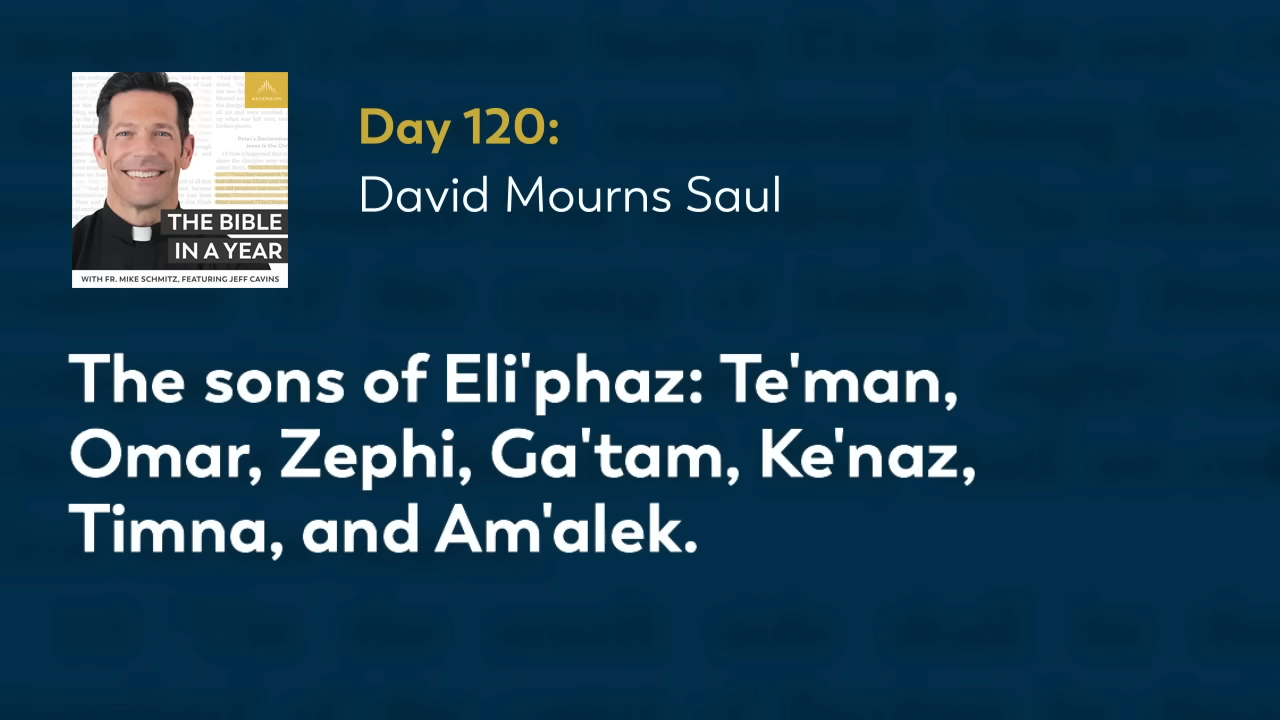 Day 120:
David Mourns Saul
ASCENSION
THE BIBLE
IN A YEAR
WITH FR. MIKE SCHMITZ, FEATURING JEFF CAVINS
The sons of Eli'phaz: Te'man,
Omar, Zephi, Ga'tam, Ke'naz,
Timna, and Am'alek.